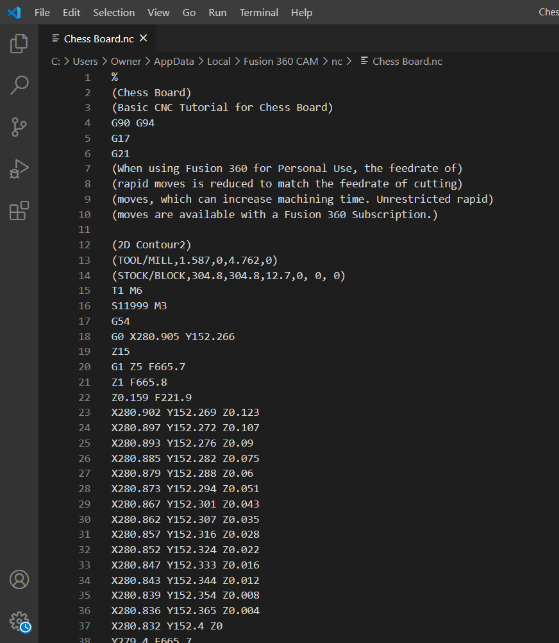 File Edit Selection View Go Run Terminal Help Ches
Chess Board.nc
C: > Users > Owner > AppData > Local > Fusion 360 CAM > nc > Chess Board.nc
1 %
2 (Chess Board)
3 (Basic CNC Tutorial for Chess Board)
4 G90 G94
5 G17
6 G21
7 (When using Fusion 360 for Personal Use, the feedrate of)
8 (rapid moves is reduced to match the feedrate of cutting)
9 (moves, which can increase machining time. Unrestricted rapid)
10 (moves are available with a Fusion 360 Subscription.)
11
12 (2D Contour2)
13 (TOOL/MILL,1.587,0,4.762,0)
14 (STOCK/BLOCK,304.8,304.8,12.7,0, 0, 0)
15 T1 M6
16 S11999 M3
17 G54
18 G0 X280.905 Y152.266
19 Z15
20 G1 Z5 F665.7
21 Z1 F665.8
22 Z0.159 F221.9
23 X280.902 Y152.269 Z0.123
24 X280.897 Y152.272 Z0.107
25 X280.893 Y152.276 Z0.09
26 X280.885 Y152.282 Z0.075
27 X280.879 Y152.288 Z0.06
28 X280.873 Y152.294 Z0.051
29 X280.867 Y152.301 Z0.043
30 X280.862 Y152.307 Z0.035
31 X280.857 Y152.316 Z0.028
32 X280.852 Y152.324 Z0.022
33 X280.847 Y152.333 Z0.016
34 X280.843 Y152.344 Z0.012
35 X280.839 Y152.354 Z0.008
36 X280.836 Y152.365 Z0.004
37 X280.832 Y152.4 Z0
38 Y279.4 F665.7